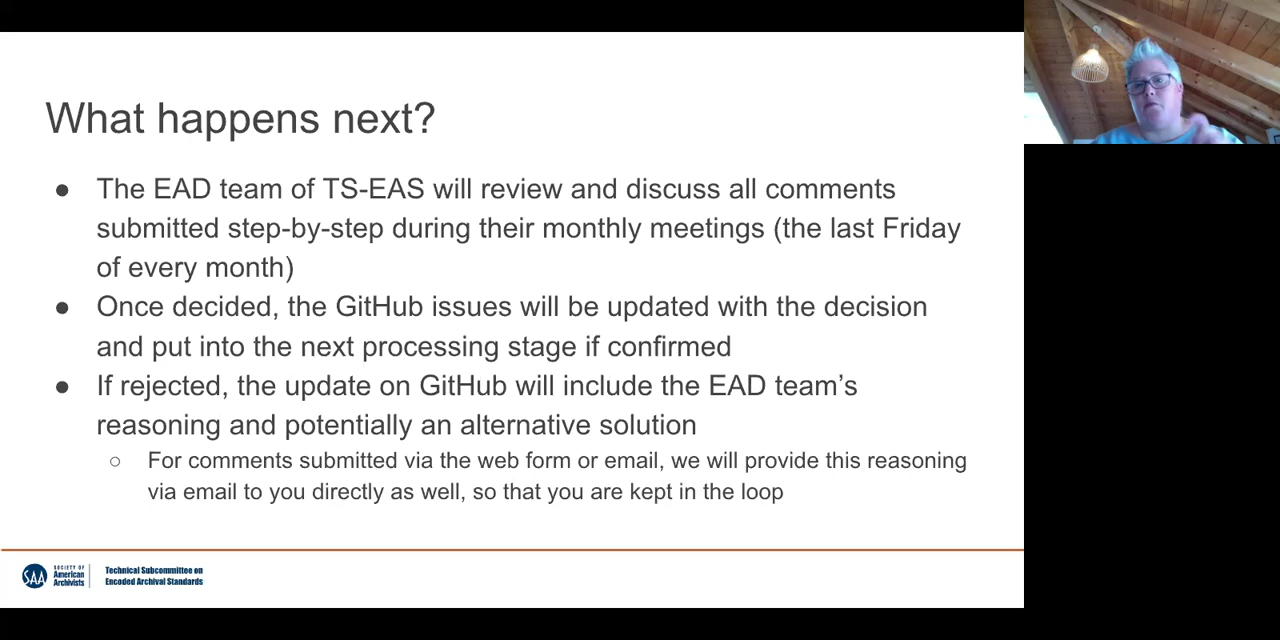 What happens next?
● The EAD team of TS-EAS will review and discuss all comments
submitted step-by-step during their monthly meetings (the last Friday
of every month)
● Once decided, the GitHub issues will be updated with the decision
and put into the next processing stage if confirmed
● If rejected, the update on GitHub will include the EAD team’s
reasoning and potentially an alternative solution
○ For comments submitted via the web form or email, we will provide this reasoning
via email to you directly as well, so that you are kept in the loop
SAA
SOCIETY OF
American
Archivists
Technical Subcommittee on
Encoded Archival Standards